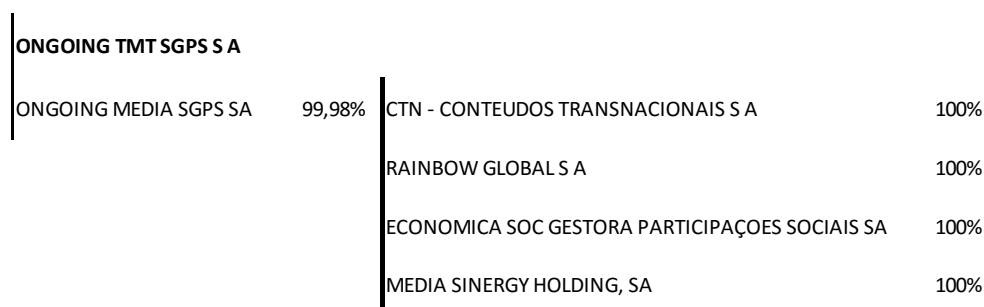 ONGOING TMT SGPS S A
ONGOING MEDIA SGPS SA 99,98% CTN - CONTEUDOS TRANSNACIONAIS S A 100%
RAINBOW GLOBAL S A 100%
ECONOMICA SOC GESTORA PARTICIPAÇOES SOCIAIS SA 100%
MEDIA SINERGY HOLDING, SA 100%